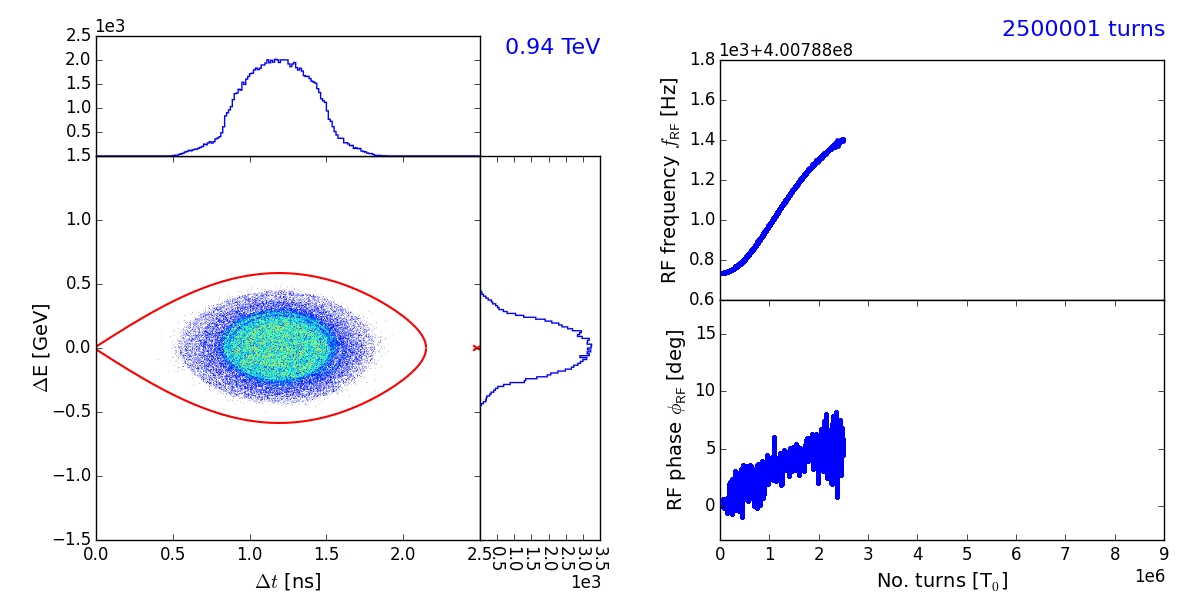 1e3
2.5
2.0
1.5
1.0
0.5
0.94 TeV
1.5
1.0
0.5
0.0
−0.5
−1.0
−1.5
ΔE [GeV]
0.0 0.5 1.0 1.5 2.0 2.5
Δt [ns]
0.5 1.0 1.5 2.0 2.5 3.0 3.5
1e3
2500001 turns
1e3+4.00788e8
1.8
1.6
1.4
1.2
1.0
0.8
0.6
RF frequency f_RF [Hz]
15
10
5
0
RF phase ϕ_RF [deg]
0 1 2 3 4 5 6 7 8 9
1e6
No. turns [T₀]